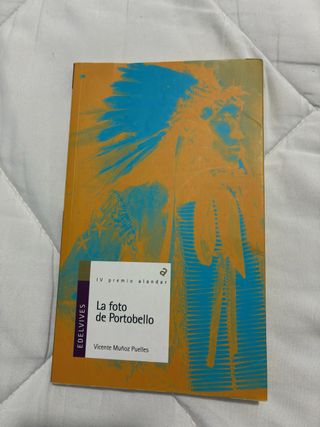 IV premio alandar
La foto
de Portobello
Vicente Muñoz Puelles
EDELVIVES